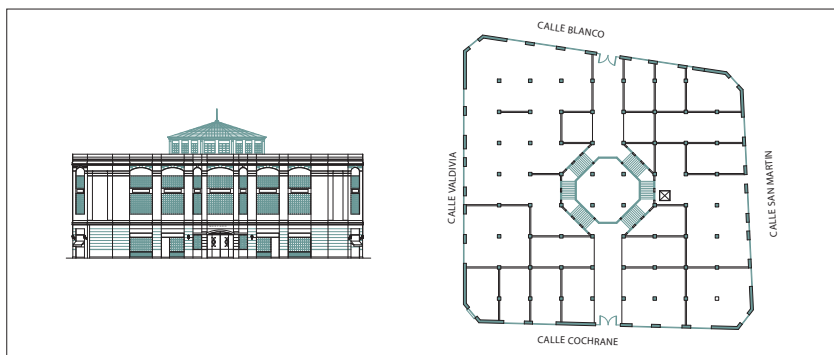 CALLE BLANCO
CALLE VALDIVIA
CALLE SAN MARTIN
CALLE COCHRANE